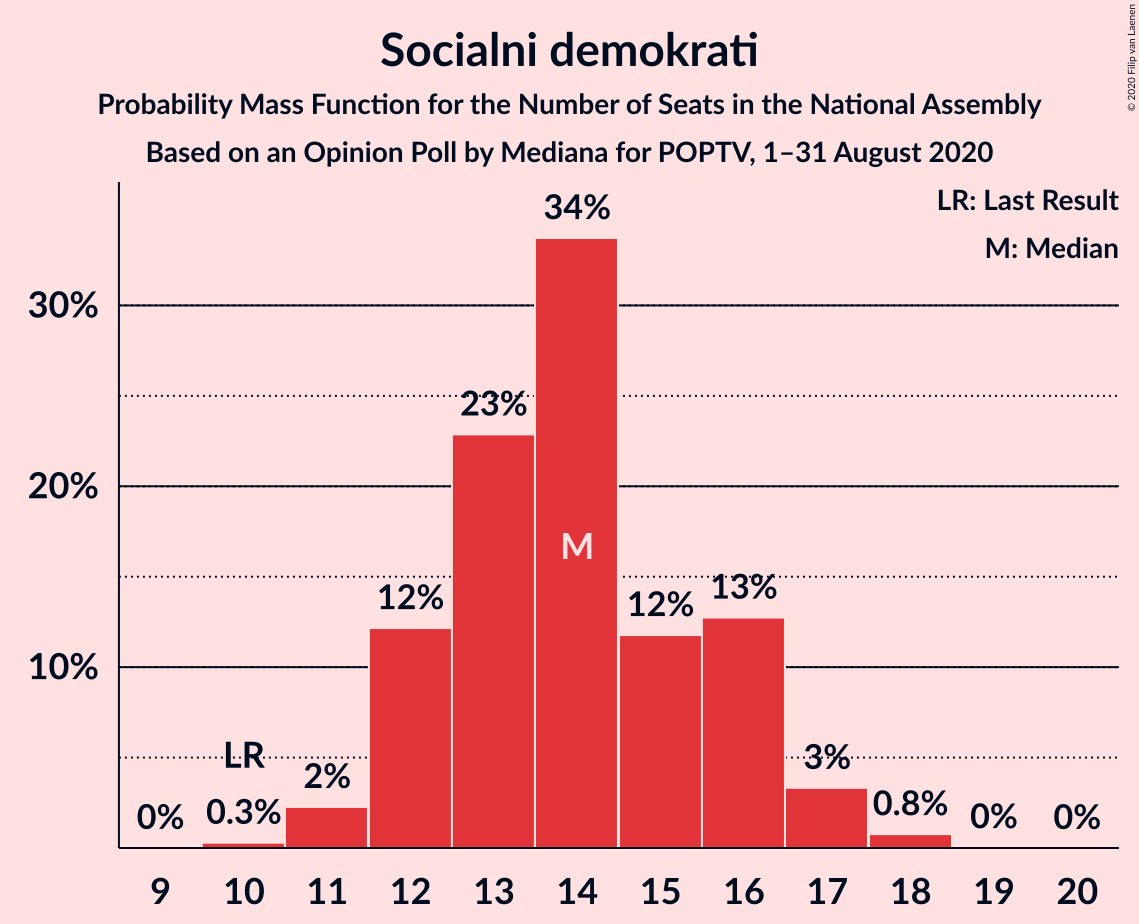 Socialni demokrati
Probability Mass Function for the Number of Seats in the National Assembly
Based on an Opinion Poll by Mediana for POPTV, 1–31 August 2020
© 2020 Filip van Laenen
LR: Last Result
M: Median
34%
30%
23%
20%
M
13%
12%
12%
10%
LR
2%
3%
0%
0.3%
0.8%
0%
0%
9 10 11 12 13 14 15 16 17 18 19 20